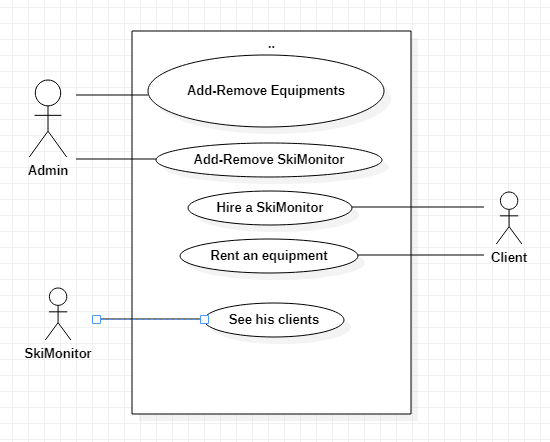 ..
Add-Remove Equipments
Admin
Add-Remove SkiMonitor
Hire a SkiMonitor
Rent an equipment
Client
See his clients
SkiMonitor